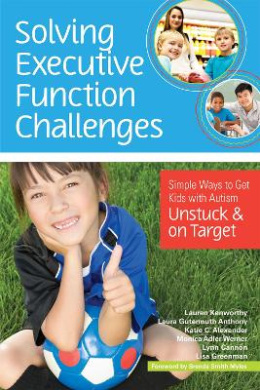 Solving
Executive
Function
Challenges
Simple Ways to Get
Kids with Autism
Unstuck &
on Target
Lauren Kenworthy
Laura Gutermuth Anthony
Katie C. Alexander
Monica Adler Werner
Lynn Cannon
Lisa Greenman
Foreword by Brenda Smith Myles